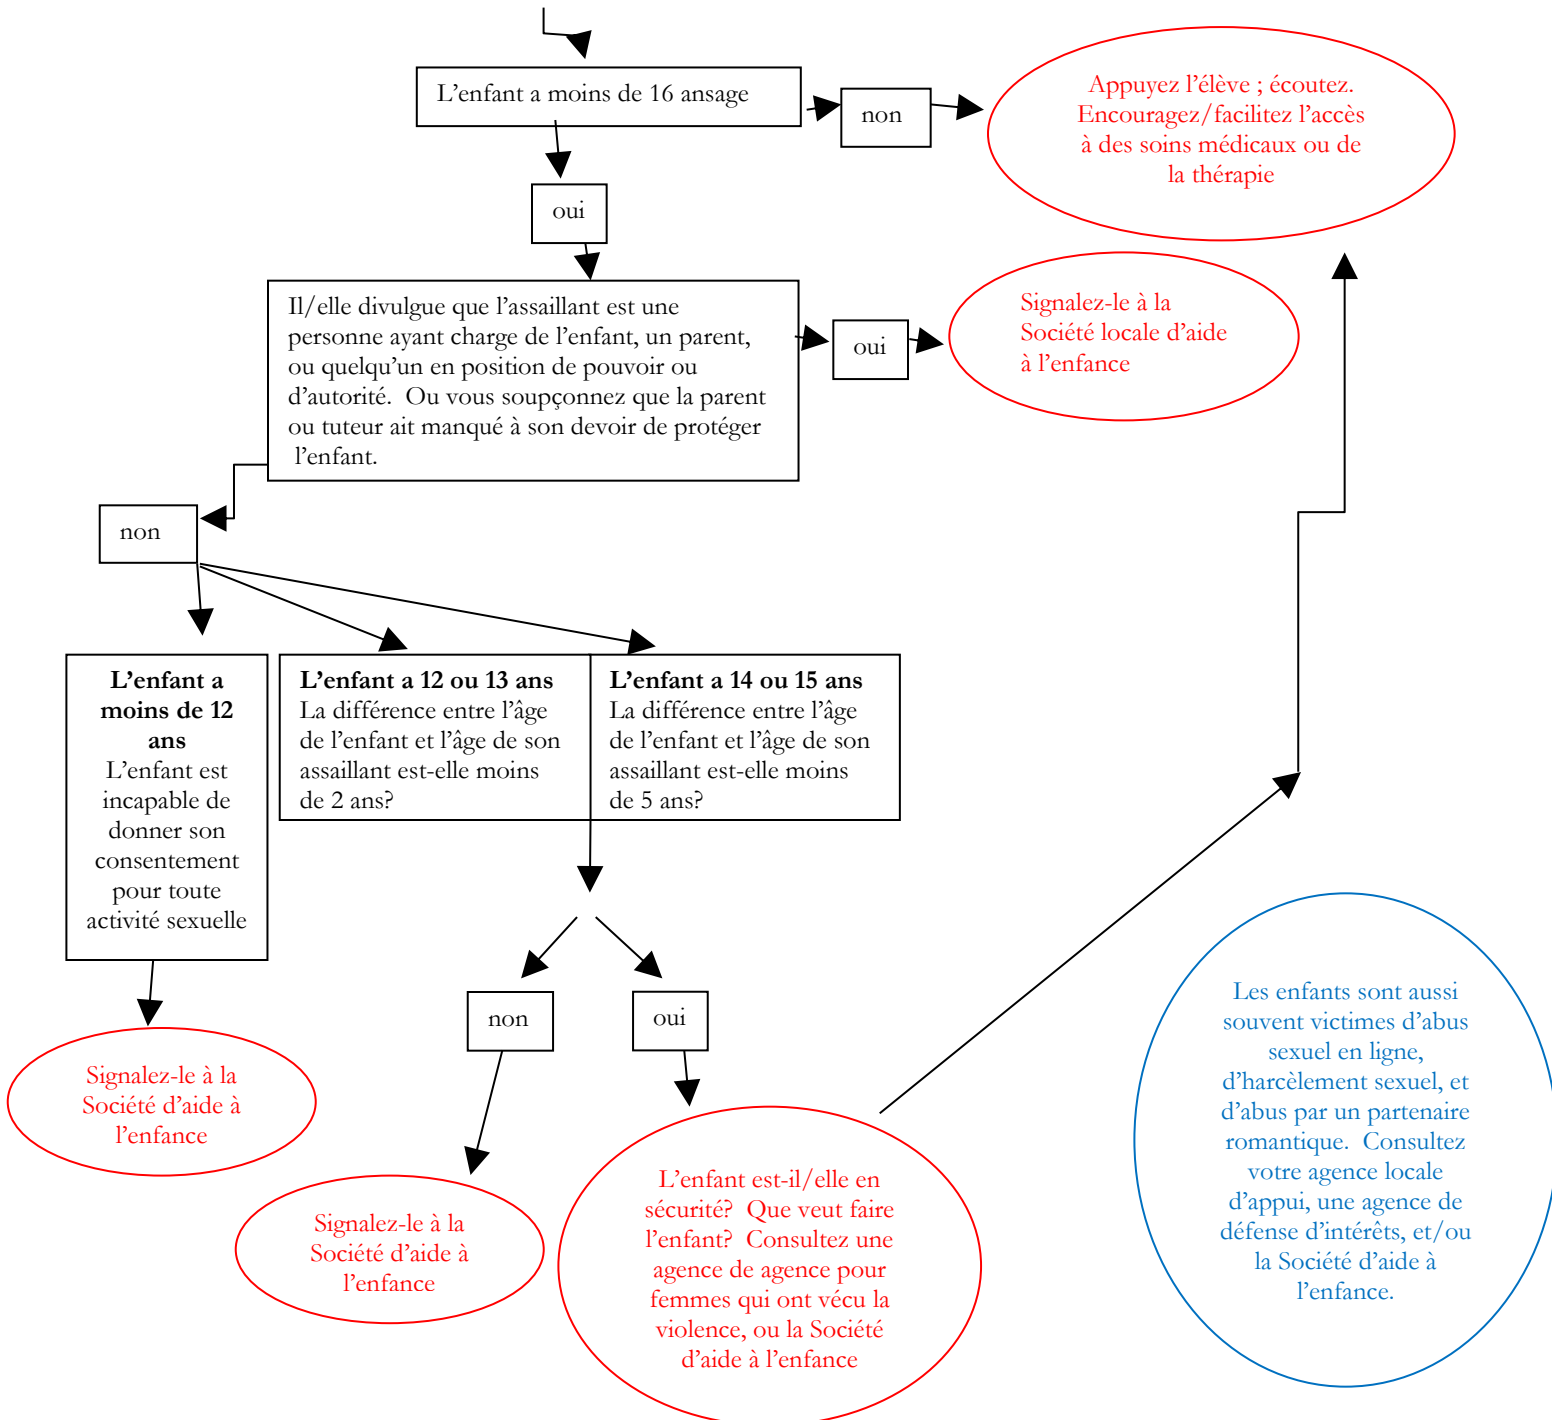 L'enfant a moins de 16 ansage
non
Appuyez l'élève ; écoutez.
Encouragez/facilitez l'accès
à des soins médicaux ou de
la thérapie
oui
Il/elle divulgue que l'assaillant est une
personne ayant charge de l'enfant, un parent,
ou quelqu'un en position de pouvoir ou
d'autorité.  Ou vous soupçonnez que la parent
ou tuteur ait manqué à son devoir de protéger
l'enfant.
oui
Signalez-le à la
Société locale d'aide
à l'enfance
non
L'enfant a
moins de 12
ans
L'enfant est
incapable de
donner son
consentement
pour toute
activité sexuelle
L'enfant a 12 ou 13 ans
La différence entre l'âge
de l'enfant et l'âge de son
assaillant est-elle moins
de 2 ans?
L'enfant a 14 ou 15 ans
La différence entre l'âge
de l'enfant et l'âge de son
assaillant est-elle moins
de 5 ans?
non
oui
Signalez-le à la
Société d'aide à
l'enfance
Signalez-le à la
Société d'aide à
l'enfance
L'enfant est-il/elle en
sécurité?  Que veut faire
l'enfant?  Consultez une
agence de agence pour
femmes qui ont vécu la
violence, ou la Société
d'aide à l'enfance
Les enfants sont aussi
souvent victimes d'abus
sexuel en ligne,
d'harcèlement sexuel, et
d'abus par un partenaire
romantique.  Consultez
votre agence locale
d'appui, une agence de
défense d'intérêts, et/ou
la Société d'aide à
l'enfance.